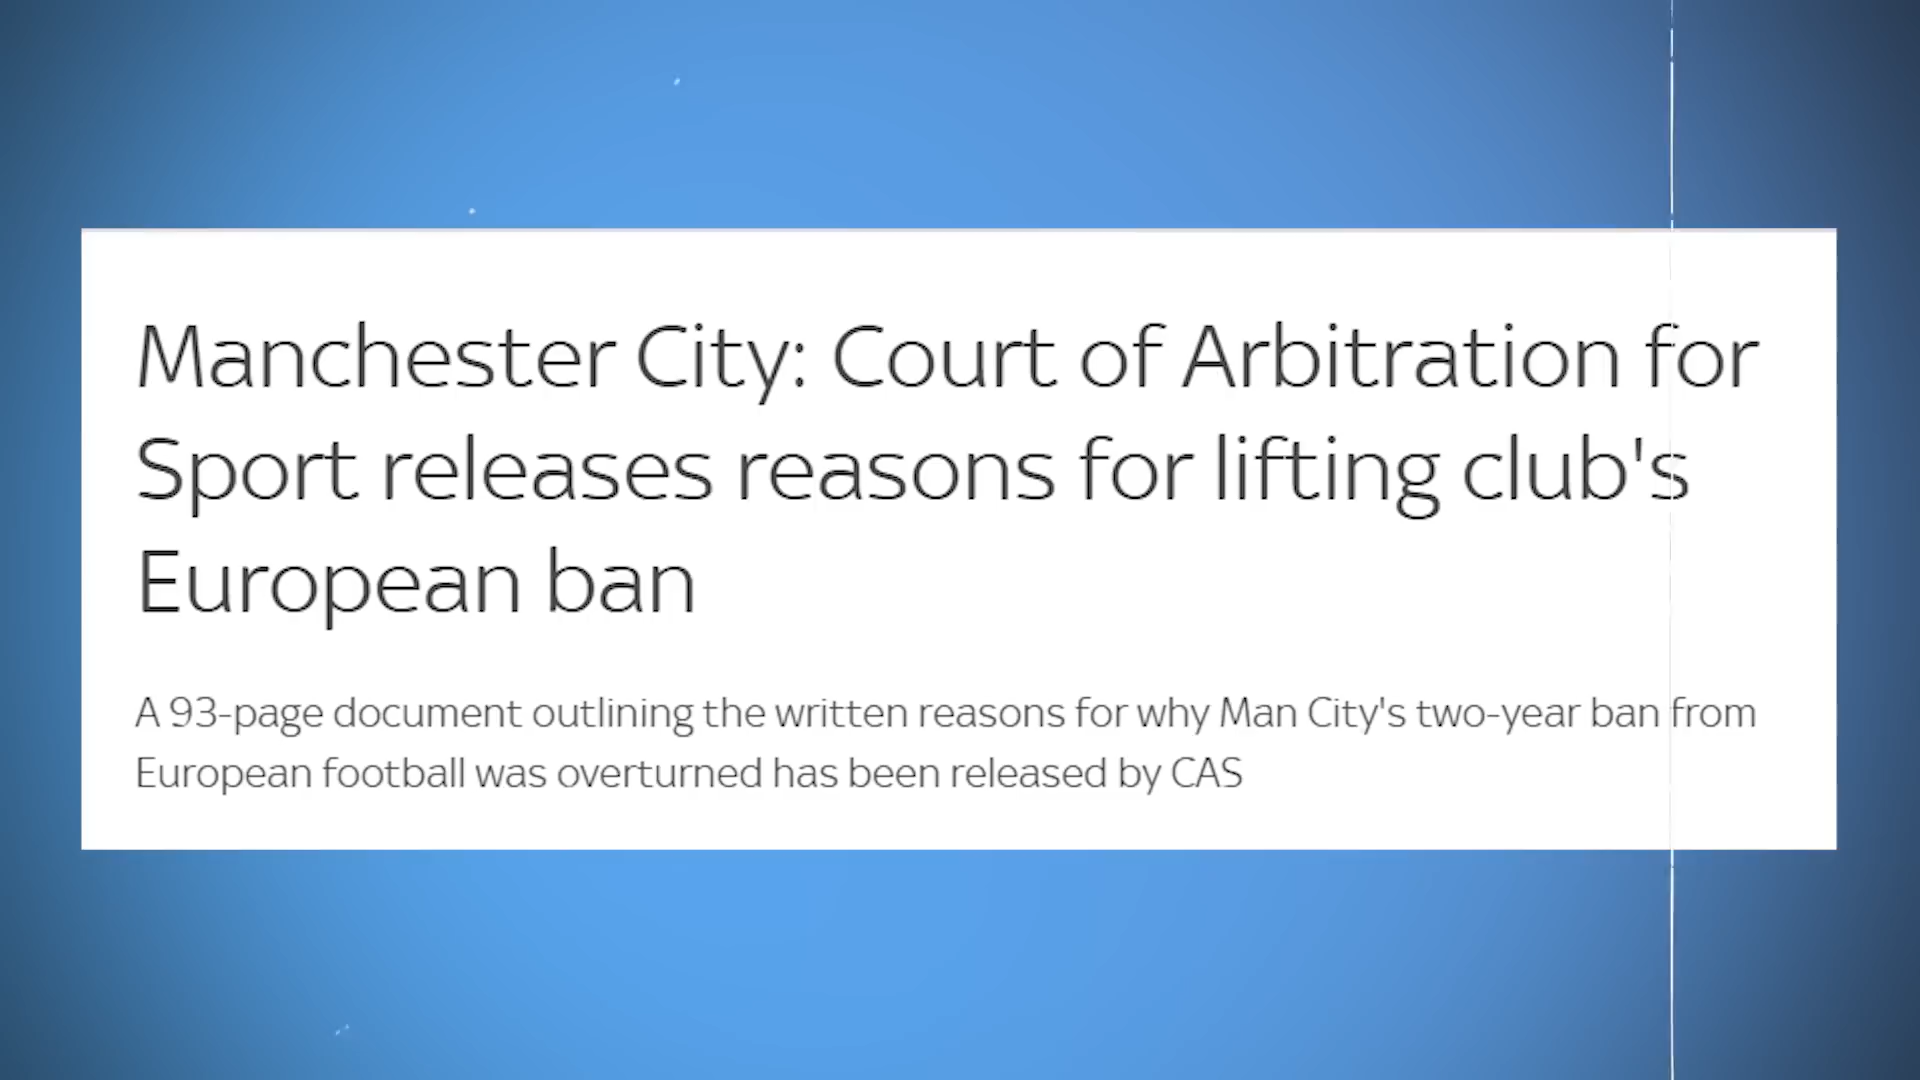 Manchester City: Court of Arbitration for
Sport releases reasons for lifting club's
European ban
A 93-page document outlining the written reasons for why Man City's two-year ban from
European football was overturned has been released by CAS